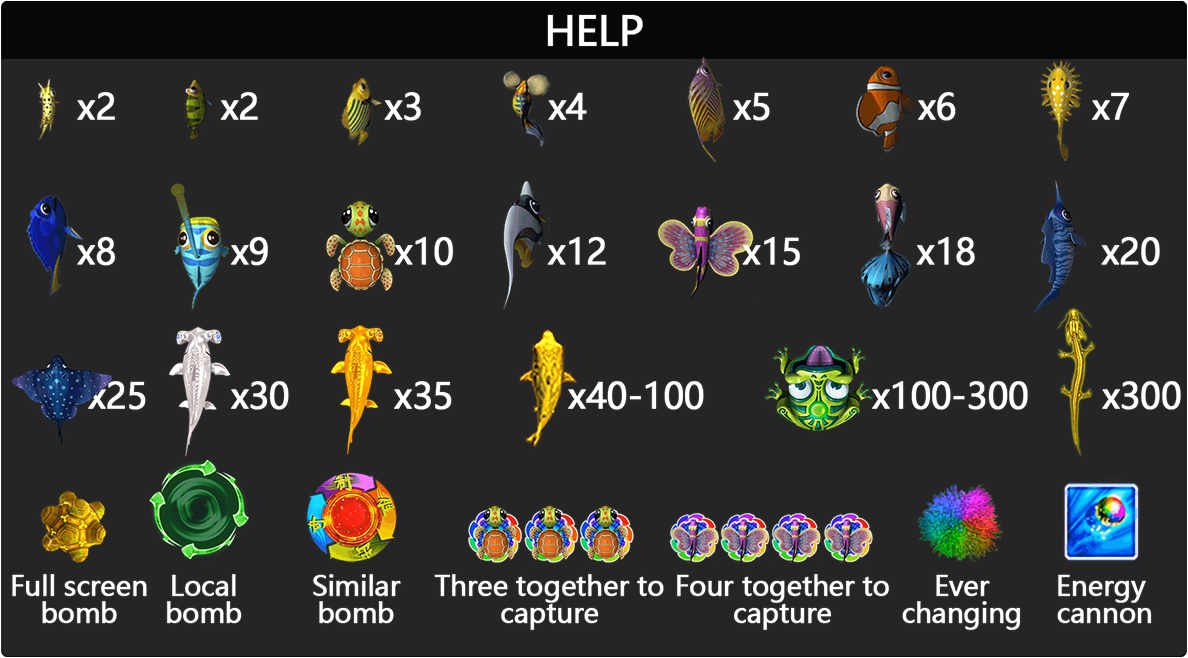 HELP
x2 x2 x3 x4 x5 x6 x7
x8 x9 x10 x12 x15 x18 x20
x25 x30 x35 x40-100 x100-300 x300
Full screen bomb
Local bomb
Similar bomb
Three together to capture
Four together to capture
Ever changing
Energy cannon